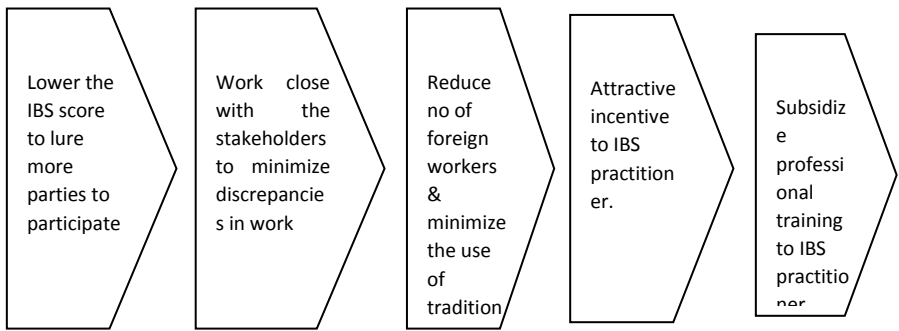 Lower the
IBS score
to lure
more
parties to
participate
Work close
with the
stakeholders
to minimize
discrepancie
s in work
Reduce
no of
foreign
workers
&
minimize
the use
of
tradition
Attractive
incentive
to IBS
practition
er.
Subsidiz
e
professi
onal
training
to IBS
practitio
ner